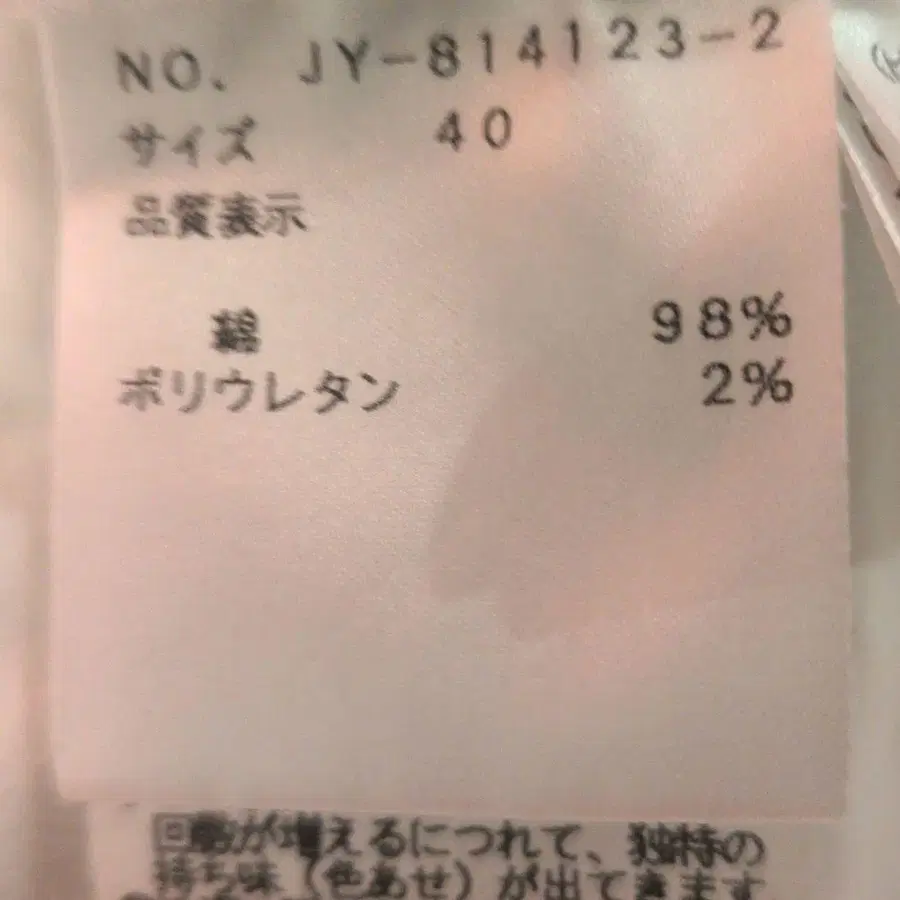 NO. JY-814123-2
サイズ 40
品質表示
綿 98%
ポリウレタン 2%
回数が増えるにつれて、独特の
持ち味(色あせ)が出てきます